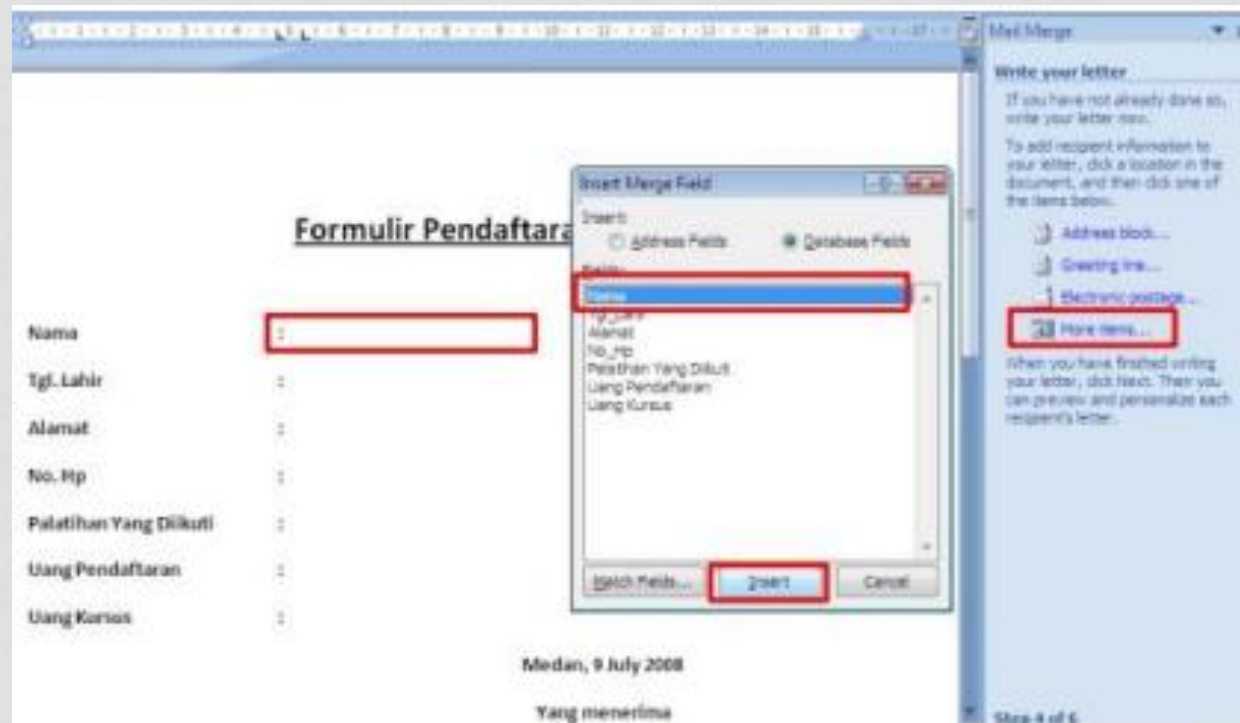 Mail Merge
Write your letter
If you have not already done so,
write your letter now.
To add recipient information to
your letter, click a location in the
document, and then click one of
the items below.
Address block...
Greeting line...
Electronic postage...
More items...
When you have finished writing
your letter, click Next. Then you
can preview and personalize each
recipient's letter.
Step 4 of 6
Formulir Pendaftara
Nama :
Tgl. Lahir :
Alamat :
No. Hp :
Palatihan Yang Diikuti :
Uang Pendaftaran :
Uang Kursus :
Medan, 9 July 2008
Yang menerima
Insert Merge Field
Insert:
Address Fields Database Fields
Fields:
Nama
Tgl_Lahir
Alamat
No_Hp
Pelatihan Yang Diikuti
Uang Pendaftaran
Uang Kursus
Match Fields... Insert Cancel